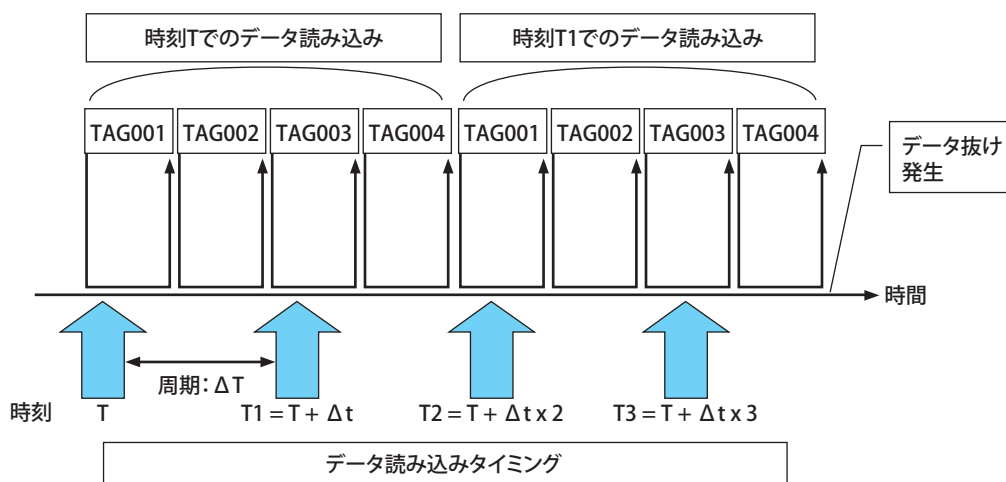 時刻Tでのデータ読み込み
時刻T1でのデータ読み込み
TAG001
TAG002
TAG003
TAG004
TAG001
TAG002
TAG003
TAG004
データ抜け
発生
時間
周期：ΔT
時刻
T
T1 = T + Δt
T2 = T + Δt x 2
T3 = T + Δt x 3
データ読み込みタイミング